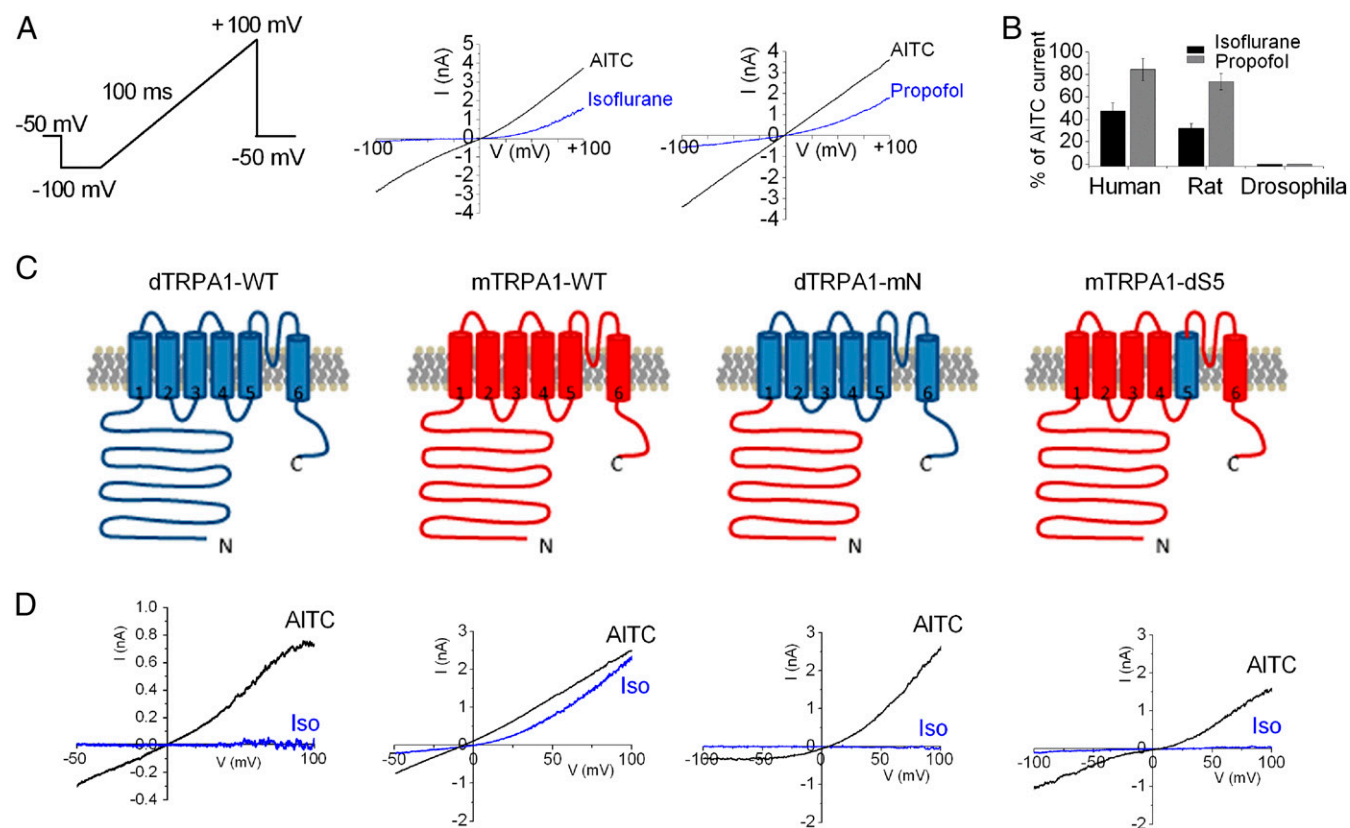 A
+100 mV
100 ms
-50 mV
-50 mV
-100 mV
I (nA)
5
4
3
2
1
0
-1
-2
-3
-4
AITC
Isoflurane
-100
V (mV)
+100
I (nA)
4
3
2
1
0
-1
-2
-3
-4
AITC
Propofol
-100
V (mV)
+100
B
% of AITC current
100
80
60
40
20
0
Isoflurane
Propofol
Human
Rat
Drosophila
C
dTRPA1-WT
mTRPA1-WT
dTRPA1-mN
mTRPA1-dS5
1 2 3 4 5 6
C
N
1 2 3 4 5 6
C
N
1 2 3 4 5 6
C
N
1 2 3 4 5 6
C
N
D
I (nA)
1.0
0.8
0.6
0.4
0.2
0.0
-0.2
-0.4
AITC
Iso
-50 0 50 100
V (mV)
I (nA)
3
2
1
0
-1
-2
AITC
Iso
-50 0 50 100
V (mV)
I (nA)
3
2
1
0
-1
-2
AITC
Iso
-100 -50 0 50 100
V (mV)
I (nA)
3
2
1
0
-1
-2
AITC
Iso
-100 -50 0 50 100
V (mV)